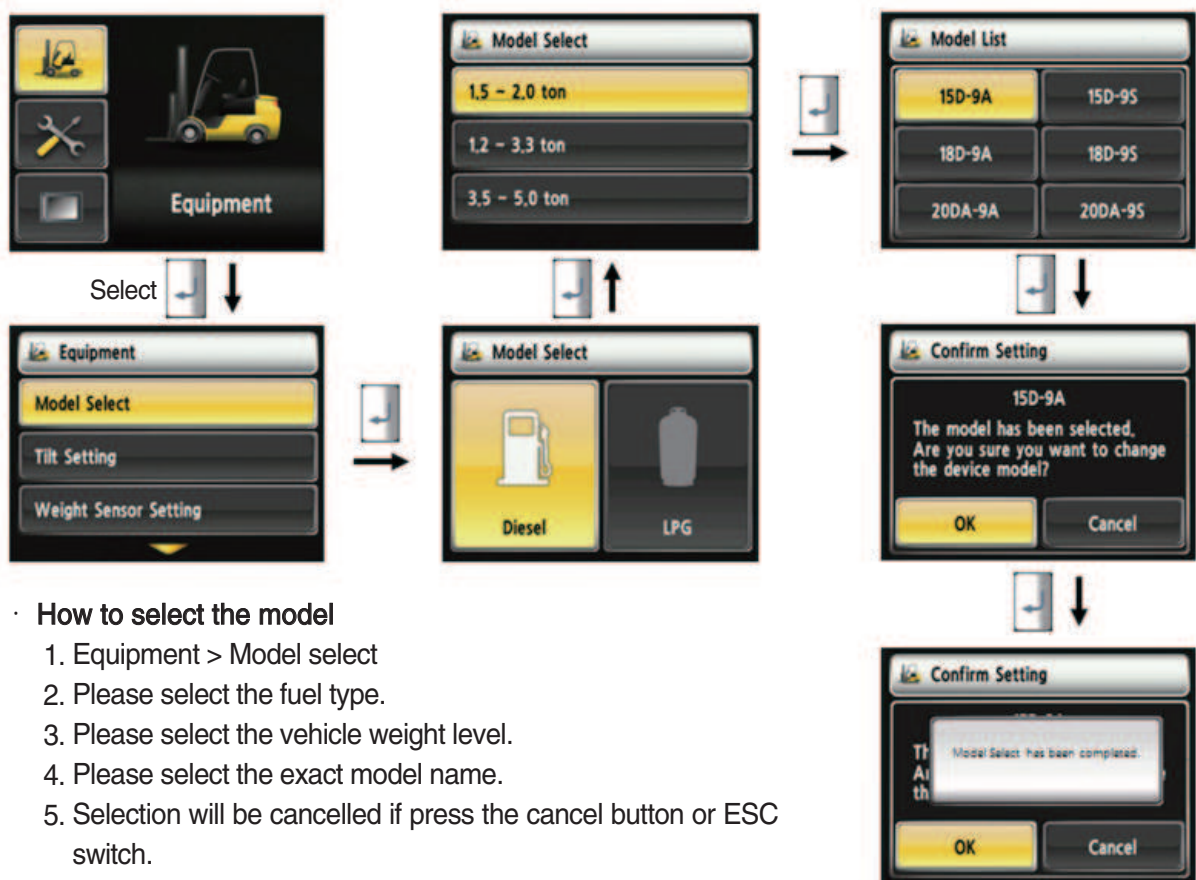 Equipment
Select
Equipment
Model Select
Tilt Setting
Weight Sensor Setting
Model Select
Diesel
LPG
Model Select
1.5 ~ 2.0 ton
1.2 ~ 3.3 ton
3.5 ~ 5.0 ton
Model List
15D-9A 15D-9S
18D-9A 18D-9S
20DA-9A 20DA-9S
Confirm Setting
15D-9A
The model has been selected.
Are you sure you want to change
the device model?
OK Cancel
Confirm Setting
Model Select has been completed.
OK Cancel
· How to select the model
1. Equipment > Model select
2. Please select the fuel type.
3. Please select the vehicle weight level.
4. Please select the exact model name.
5. Selection will be cancelled if press the cancel button or ESC
switch.